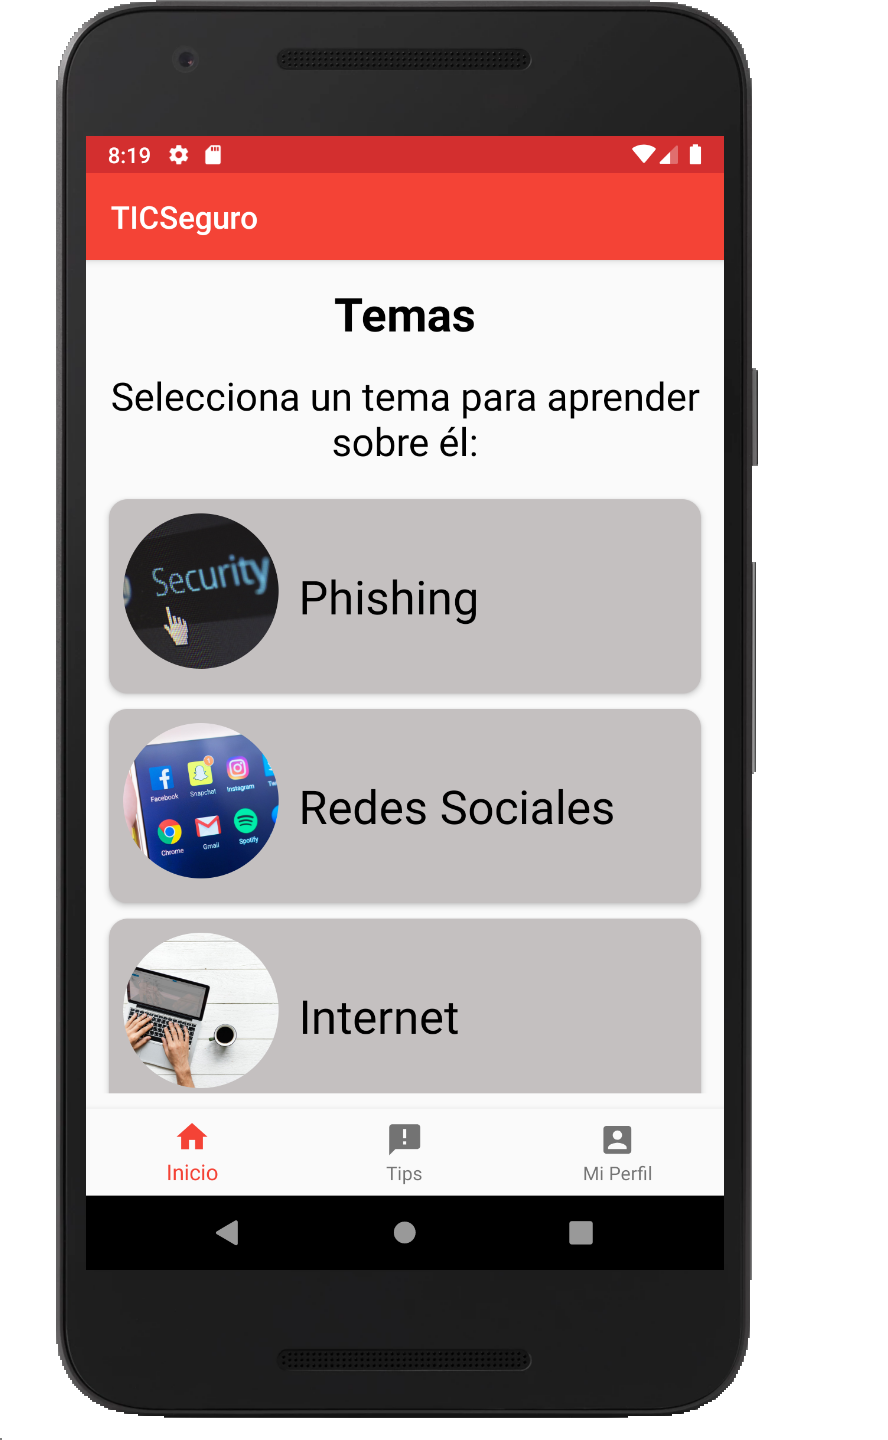 8:19
TICSeguro
Temas
Selecciona un tema para aprender
sobre él:
Security
Phishing
Facebook
Snapchat
Instagram
Chrome
Gmail
Spotify
Redes Sociales
Internet
Inicio
Tips
Mi Perfil